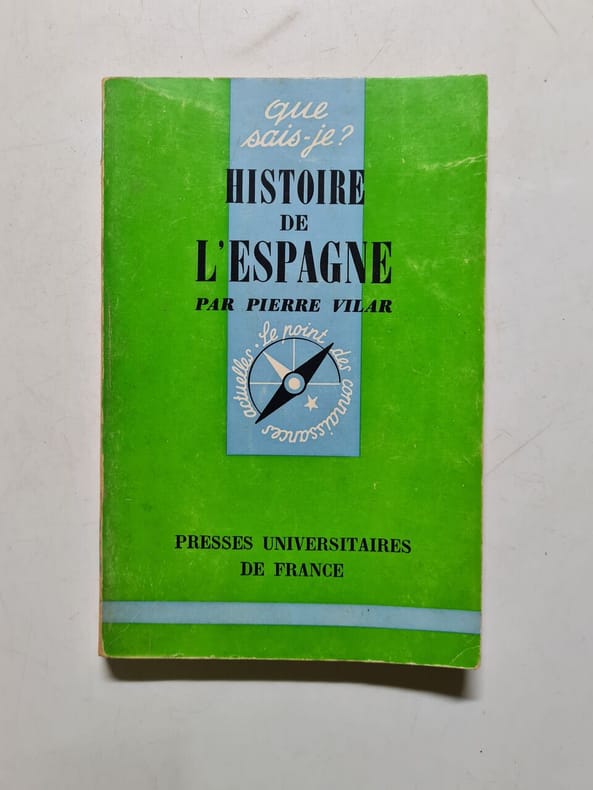 que
sais-je?
HISTOIRE
DE
L'ESPAGNE
PAR PIERRE VILAR
Le point des connaissances actuelles.
PRESSES UNIVERSITAIRES
DE FRANCE